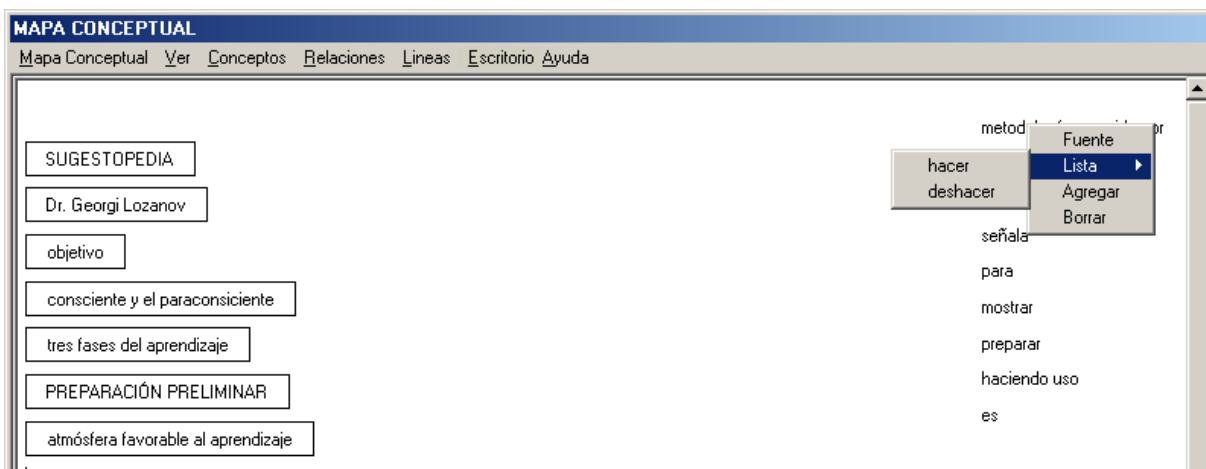 MAPA CONCEPTUAL
Mapa Conceptual Ver Conceptos Relaciones Lineas Escritorio Ayuda
SUGESTOPEDIA
Dr. Georgi Lozanov
objetivo
consciente y el paraconsiciente
tres fases del aprendizaje
PREPARACIÓN PRELIMINAR
atmósfera favorable al aprendizaje
hacer
deshacer
Fuente
Lista
Agregar
Borrar
señala
para
mostrar
preparar
haciendo uso
es